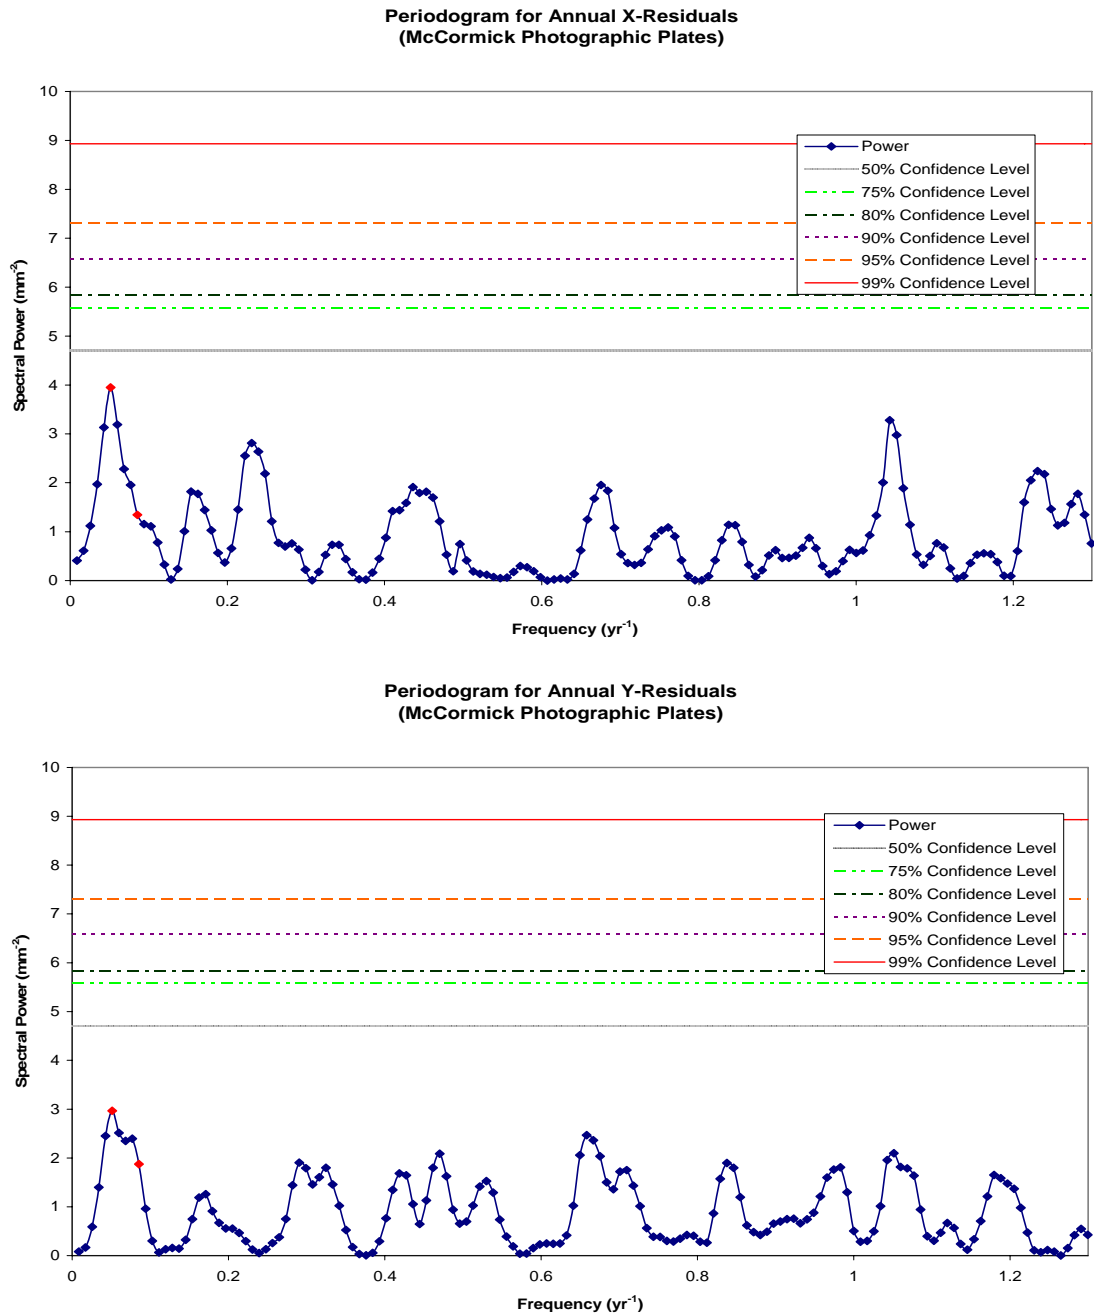 Periodogram for Annual X-Residuals
(McCormick Photographic Plates)
10
9
8
7
6
5
4
3
2
1
0
Spectral Power (mm-2)
Power
50% Confidence Level
75% Confidence Level
80% Confidence Level
90% Confidence Level
95% Confidence Level
99% Confidence Level
0 0.2 0.4 0.6 0.8 1 1.2
Frequency (yr-1)
Periodogram for Annual Y-Residuals
(McCormick Photographic Plates)
10
9
8
7
6
5
4
3
2
1
0
Spectral Power (mm-2)
Power
50% Confidence Level
75% Confidence Level
80% Confidence Level
90% Confidence Level
95% Confidence Level
99% Confidence Level
0 0.2 0.4 0.6 0.8 1 1.2
Frequency (yr-1)